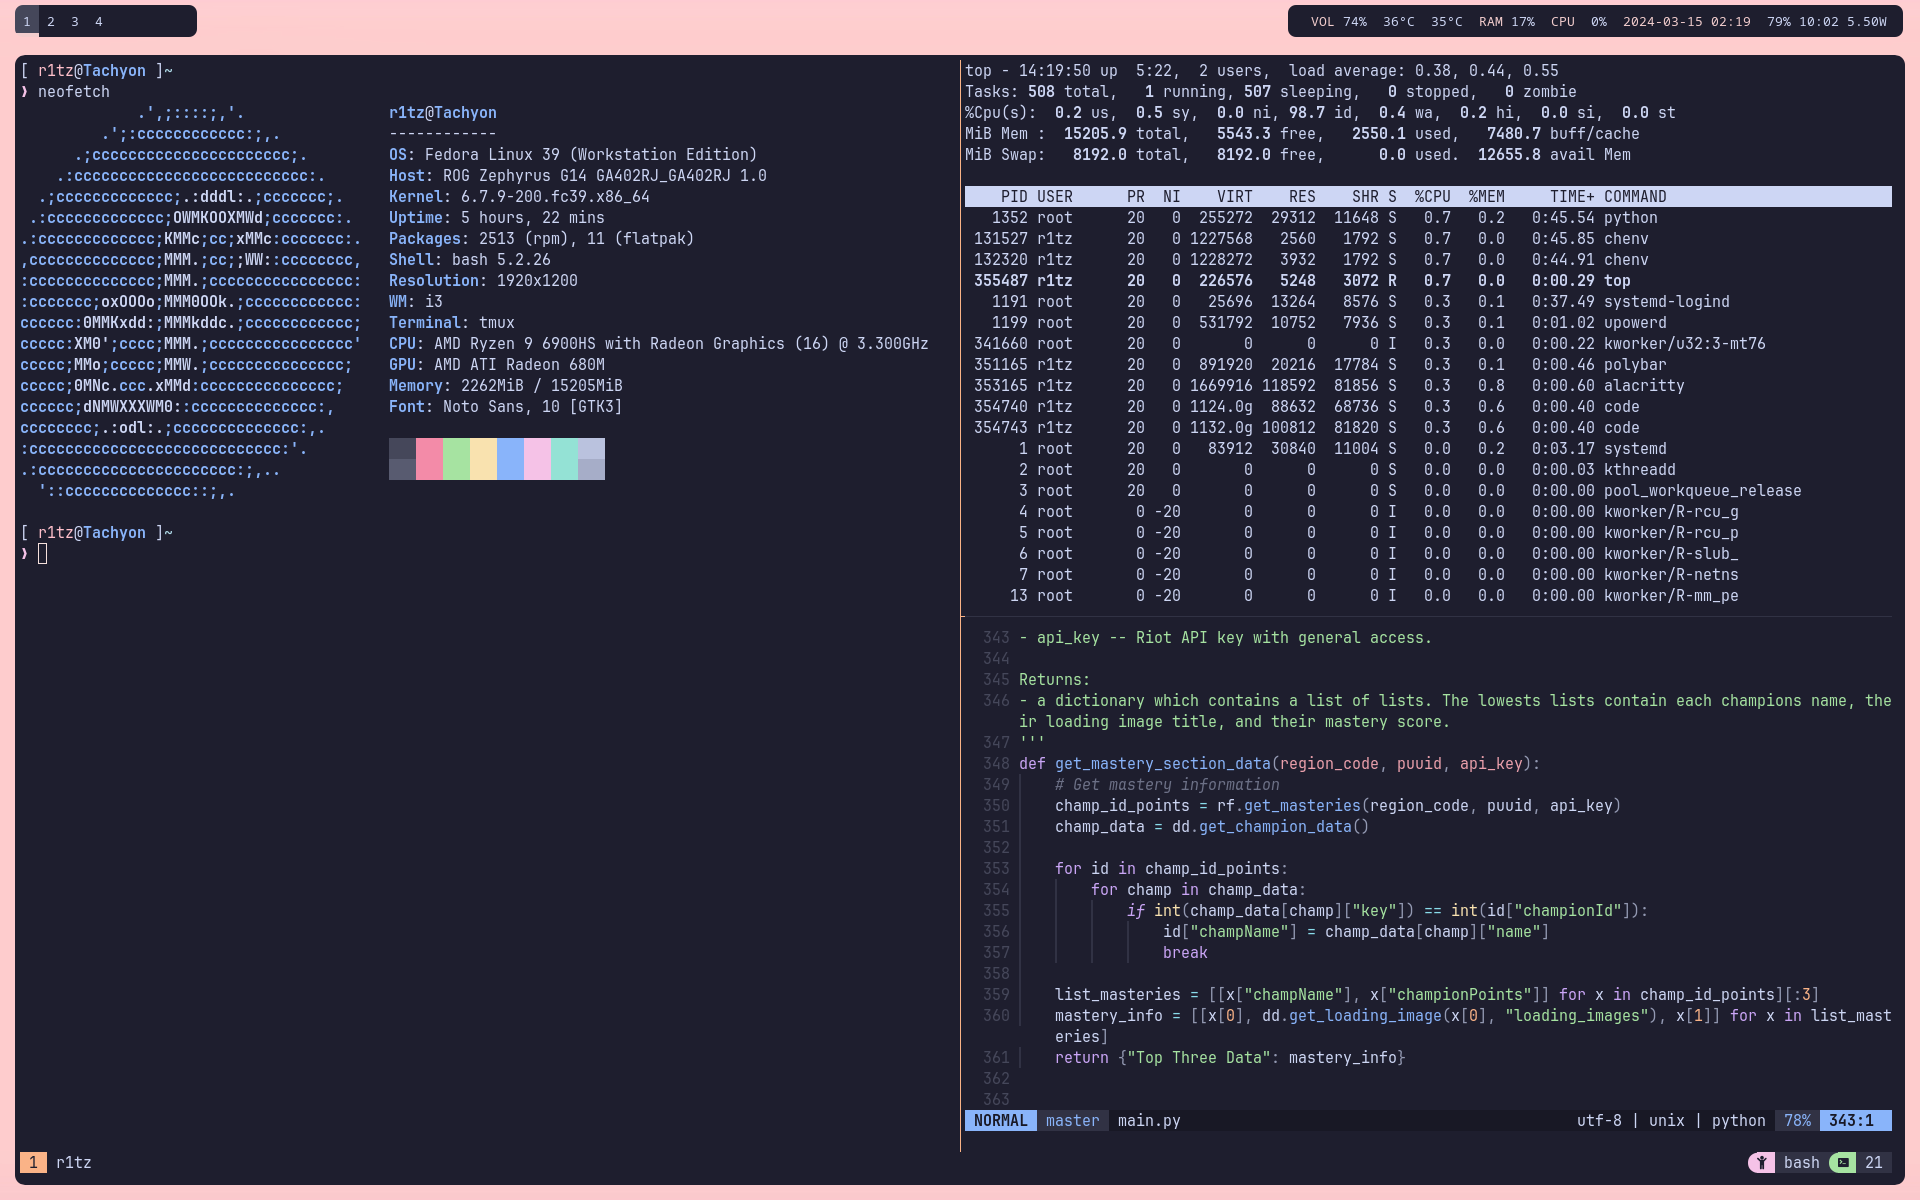 1 2 3 4
VOL 74% 36°C 35°C RAM 17% CPU 0% 2024-03-15 02:19 79% 10:02 5.50W
[ r1tz@Tachyon ]~
❱ neofetch
             .',;::::;,'.
         .';:cccccccccccc:;,.
      .;cccccccccccccccccccccc;.
    .:cccccccccccccccccccccccccc:.
  .;ccccccccccccc;.:dddl:.;ccccccc;.
 .:ccccccccccccc;OWMKOOXMWd;ccccccc:.
.:ccccccccccccc;KMMc;cc;xMMc:ccccccc:.
,cccccccccccccc;MMM.;cc;;WW::cccccccc,
:cccccccccccccc;MMM.;cccccccccccccccc:
:ccccccc;oxOOOo;MMM0OOk.;cccccccccccc:
cccccc:0MMKxdd:;MMMkddc.;cccccccccccc;
ccccc:XM0';cccc;MMM.;cccccccccccccccc'
ccccc;MMo;ccccc;MMW.;ccccccccccccccc;
ccccc;0MNc.ccc.xMMd:ccccccccccccccc;
cccccc;dNMWXXXWM0::cccccccccccccc:,
cccccccc;.:odl:.;cccccccccccccc:,.
:cccccccccccccccccccccccccccc:'.
.:cccccccccccccccccccccc:;,..
  '::cccccccccccccc::;,.
r1tz@Tachyon
------------
OS: Fedora Linux 39 (Workstation Edition)
Host: ROG Zephyrus G14 GA402RJ_GA402RJ 1.0
Kernel: 6.7.9-200.fc39.x86_64
Uptime: 5 hours, 22 mins
Packages: 2513 (rpm), 11 (flatpak)
Shell: bash 5.2.26
Resolution: 1920x1200
WM: i3
Terminal: tmux
CPU: AMD Ryzen 9 6900HS with Radeon Graphics (16) @ 3.300GHz
GPU: AMD ATI Radeon 680M
Memory: 2262MiB / 15205MiB
Font: Noto Sans, 10 [GTK3]
[ r1tz@Tachyon ]~
❱
top - 14:19:50 up  5:22,  2 users,  load average: 0.38, 0.44, 0.55
Tasks: 508 total,   1 running, 507 sleeping,   0 stopped,   0 zombie
%Cpu(s):  0.2 us,  0.5 sy,  0.0 ni, 98.7 id,  0.4 wa,  0.2 hi,  0.0 si,  0.0 st
MiB Mem :  15205.9 total,   5543.3 free,   2550.1 used,   7480.7 buff/cache
MiB Swap:   8192.0 total,   8192.0 free,      0.0 used.  12655.8 avail Mem
PID USER PR NI VIRT RES SHR S %CPU %MEM TIME+ COMMAND
1352 root 20 0 255272 29312 11648 S 0.7 0.2 0:45.54 python
131527 r1tz 20 0 1227568 2560 1792 S 0.7 0.0 0:45.85 chenv
132320 r1tz 20 0 1228272 3932 1792 S 0.7 0.0 0:44.91 chenv
355487 r1tz 20 0 226576 5248 3072 R 0.7 0.0 0:00.29 top
1191 root 20 0 25696 13264 8576 S 0.3 0.1 0:37.49 systemd-logind
1199 root 20 0 531792 10752 7936 S 0.3 0.1 0:01.02 upowerd
341660 root 20 0 0 0 0 I 0.3 0.0 0:00.22 kworker/u32:3-mt76
351165 r1tz 20 0 891920 20216 17784 S 0.3 0.1 0:00.46 polybar
353165 r1tz 20 0 1669916 118592 81856 S 0.3 0.8 0:00.60 alacritty
354740 r1tz 20 0 1124.0g 88632 68736 S 0.3 0.6 0:00.40 code
354743 r1tz 20 0 1132.0g 100812 81820 S 0.3 0.6 0:00.40 code
1 root 20 0 83912 30840 11004 S 0.0 0.2 0:03.17 systemd
2 root 20 0 0 0 0 S 0.0 0.0 0:00.03 kthreadd
3 root 20 0 0 0 0 S 0.0 0.0 0:00.00 pool_workqueue_release
4 root 0 -20 0 0 0 I 0.0 0.0 0:00.00 kworker/R-rcu_g
5 root 0 -20 0 0 0 I 0.0 0.0 0:00.00 kworker/R-rcu_p
6 root 0 -20 0 0 0 I 0.0 0.0 0:00.00 kworker/R-slub_
7 root 0 -20 0 0 0 I 0.0 0.0 0:00.00 kworker/R-netns
13 root 0 -20 0 0 0 I 0.0 0.0 0:00.00 kworker/R-mm_pe
343 - api_key -- Riot API key with general access.
344
345 Returns:
346 - a dictionary which contains a list of lists. The lowests lists contain each champions name, the
ir loading image title, and their mastery score.
347 '''
348 def get_mastery_section_data(region_code, puuid, api_key):
349     # Get mastery information
350     champ_id_points = rf.get_masteries(region_code, puuid, api_key)
351     champ_data = dd.get_champion_data()
352
353     for id in champ_id_points:
354         for champ in champ_data:
355             if int(champ_data[champ]["key"]) == int(id["championId"]):
356                 id["champName"] = champ_data[champ]["name"]
357                 break
358
359     list_masteries = [[x["champName"], x["championPoints"]] for x in champ_id_points][:3]
360     mastery_info = [[x[0], dd.get_loading_image(x[0], "loading_images"), x[1]] for x in list_mast
eries]
361     return {"Top Three Data": mastery_info}
362
363
NORMAL master main.py utf-8 | unix | python 78% 343:1
1 r1tz bash 21